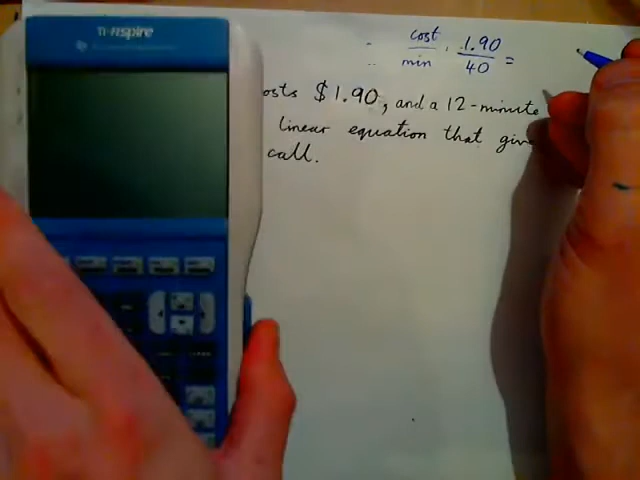 TI-nspire
cost 1.90
min 40 =
osts $1.90, and a 12-minute
linear equation that giv
call.